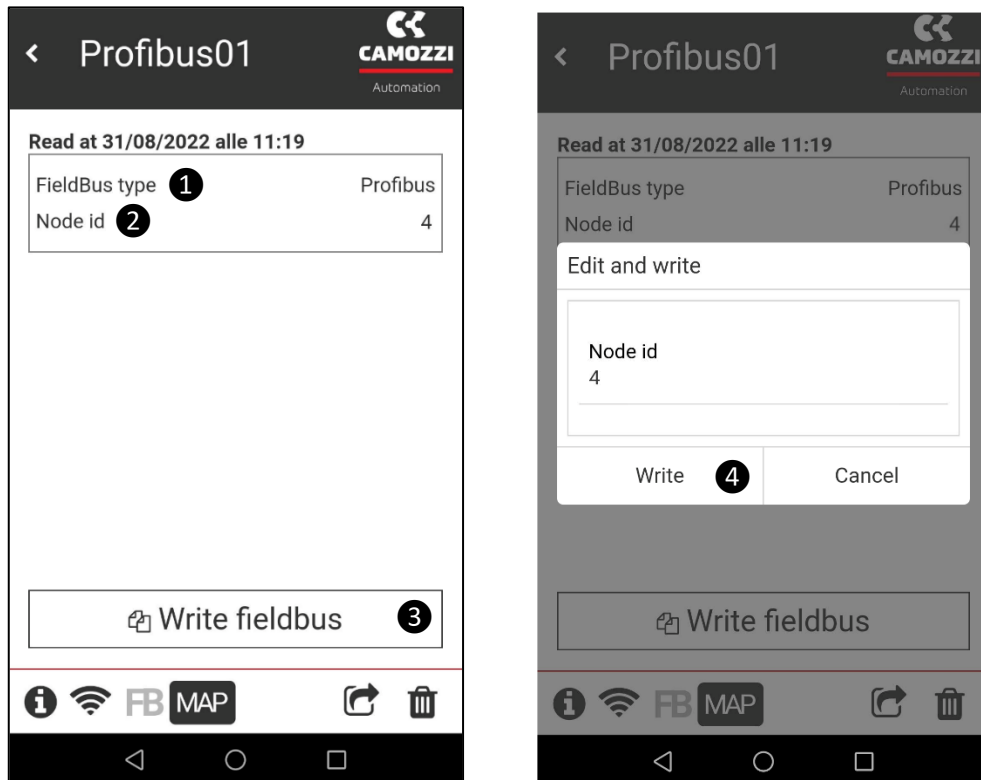 Profibus01
CAMOZZI
Automation
Read at 31/08/2022 alle 11:19
FieldBus type 1 Profibus
Node id 2 4
Write fieldbus 3
FB MAP
Profibus01
CAMOZZI
Automation
Read at 31/08/2022 alle 11:19
FieldBus type Profibus
Node id 4
Edit and write
Node id
4
Write 4 Cancel
Write fieldbus
FB MAP